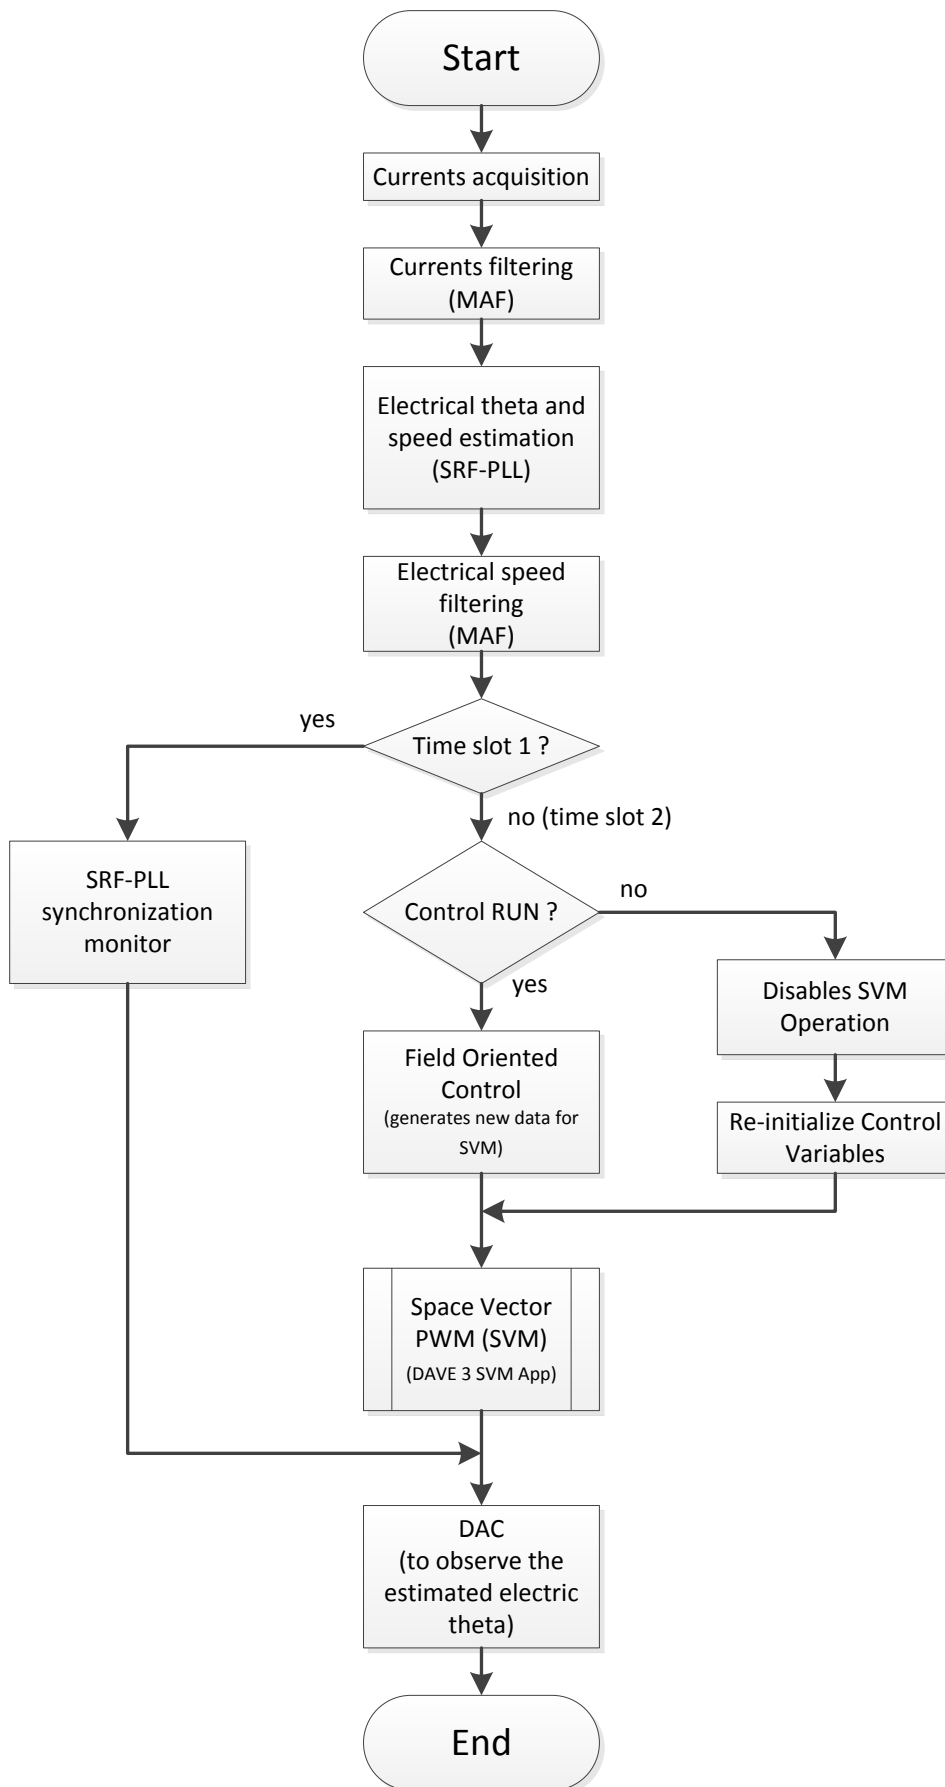 Start
Currents acquisition
Currents filtering
(MAF)
Electrical theta and
speed estimation
(SRF-PLL)
Electrical speed
filtering
(MAF)
yes
Time slot 1 ?
no (time slot 2)
SRF-PLL
synchronization
monitor
Control RUN ?
no
yes
Disables SVM
Operation
Field Oriented
Control
(generates new data for
SVM)
Re-initialize Control
Variables
Space Vector
PWM (SVM)
(DAVE 3 SVM App)
DAC
(to observe the
estimated electric
theta)
End